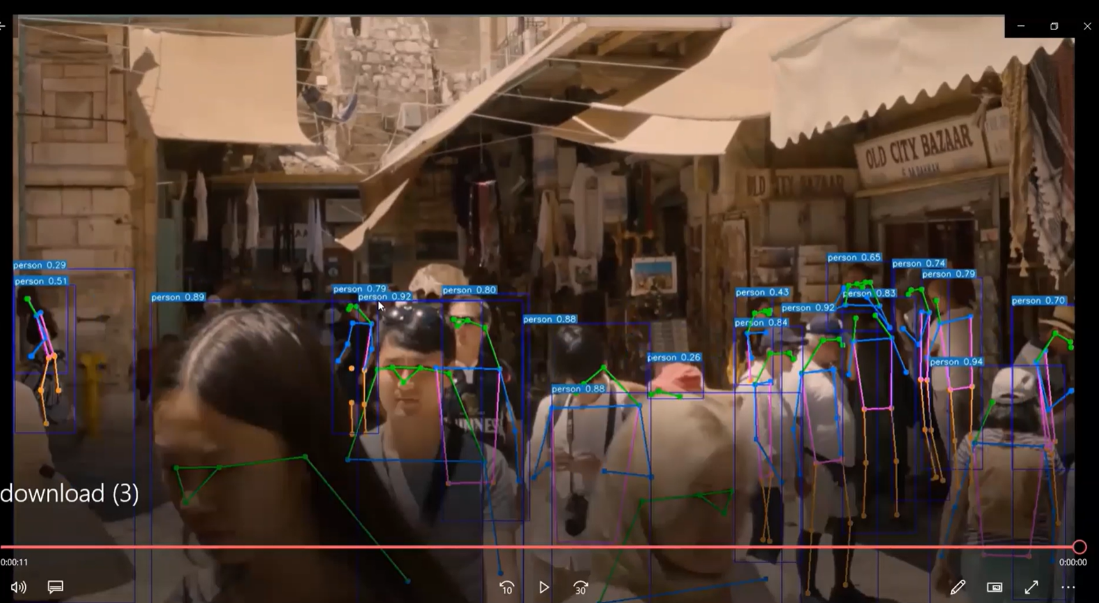 OLD CITY BAZAAR
OLD CITY BAZAAR
person 0.65
person 0.74
person 0.29
person 0.79
person 0.51
person 0.79
person 0.80
person 0.43
person 0.83
person 0.89
person 0.92
person 0.70
person 0.92
person 0.88
person 0.84
person 0.26
person 0.94
person 0.88
GUINNESS
download (3)
0:00:11
0:00:00
10
30